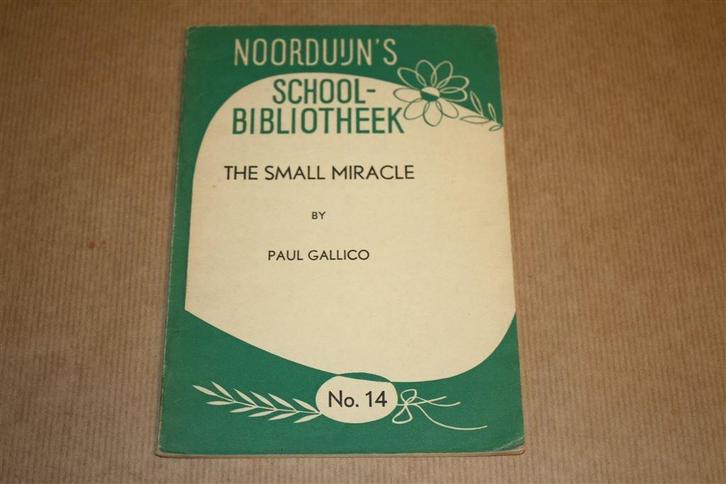 NOORDUIJN'S
SCHOOL-
BIBLIOTHEEK
THE SMALL MIRACLE
BY
PAUL GALLICO
No. 14